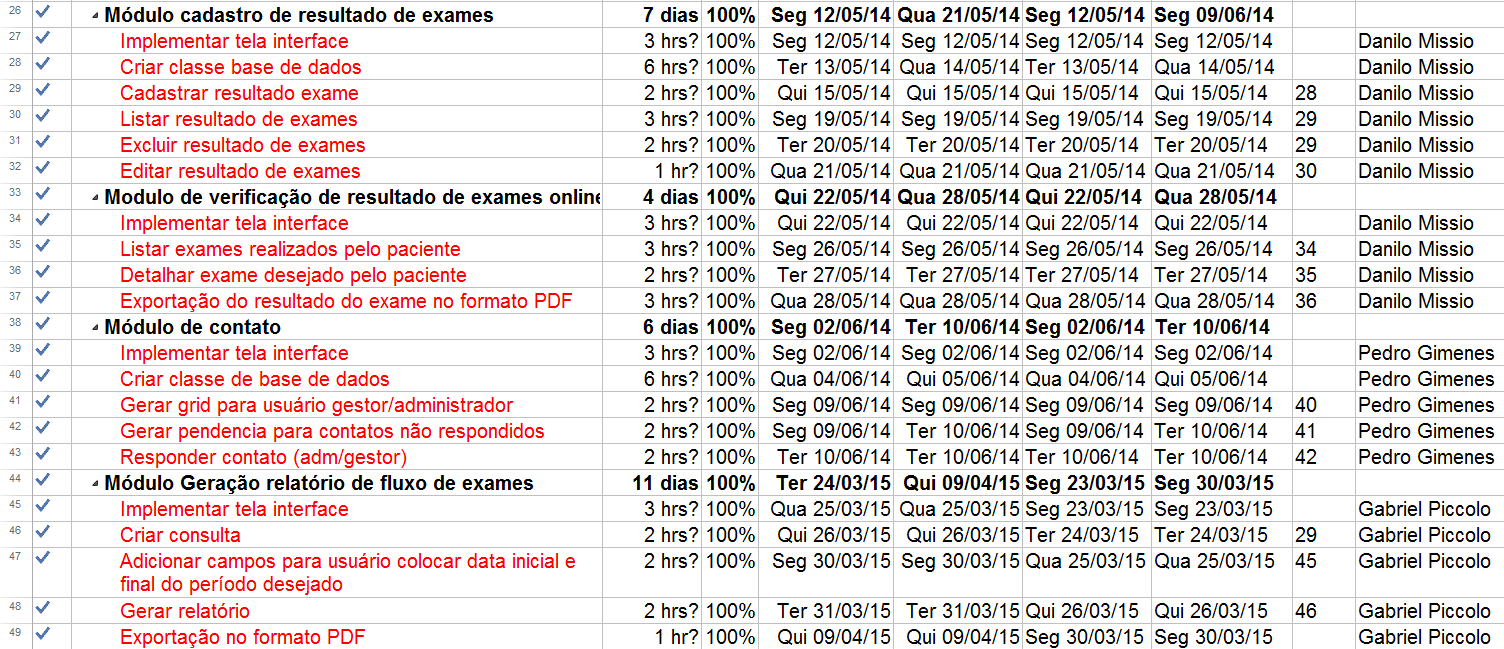 26 Módulo cadastro de resultado de exames 7 dias 100% Seg 12/05/14 Qua 21/05/14 Seg 12/05/14 Seg 09/06/14
27 Implementar tela interface 3 hrs? 100% Seg 12/05/14 Seg 12/05/14 Seg 12/05/14 Seg 12/05/14 Danilo Missio
28 Criar classe base de dados 6 hrs? 100% Ter 13/05/14 Qua 14/05/14 Ter 13/05/14 Qua 14/05/14 Danilo Missio
29 Cadastrar resultado exame 2 hrs? 100% Qui 15/05/14 Qui 15/05/14 Qui 15/05/14 Qui 15/05/14 28 Danilo Missio
30 Listar resultado de exames 3 hrs? 100% Seg 19/05/14 Seg 19/05/14 Seg 19/05/14 Seg 19/05/14 29 Danilo Missio
31 Excluir resultado de exames 2 hrs? 100% Ter 20/05/14 Ter 20/05/14 Ter 20/05/14 Ter 20/05/14 29 Danilo Missio
32 Editar resultado de exames 1 hr? 100% Qua 21/05/14 Qua 21/05/14 Qua 21/05/14 Qua 21/05/14 30 Danilo Missio
33 Modulo de verificação de resultado de exames online 4 dias 100% Qui 22/05/14 Qua 28/05/14 Qui 22/05/14 Qua 28/05/14
34 Implementar tela interface 3 hrs? 100% Qui 22/05/14 Qui 22/05/14 Qui 22/05/14 Qui 22/05/14 Danilo Missio
35 Listar exames realizados pelo paciente 3 hrs? 100% Seg 26/05/14 Seg 26/05/14 Seg 26/05/14 Seg 26/05/14 34 Danilo Missio
36 Detalhar exame desejado pelo paciente 2 hrs? 100% Ter 27/05/14 Ter 27/05/14 Ter 27/05/14 Ter 27/05/14 35 Danilo Missio
37 Exportação do resultado do exame no formato PDF 3 hrs? 100% Qua 28/05/14 Qua 28/05/14 Qua 28/05/14 Qua 28/05/14 36 Danilo Missio
38 Módulo de contato 6 dias 100% Seg 02/06/14 Ter 10/06/14 Seg 02/06/14 Ter 10/06/14
39 Implementar tela interface 3 hrs? 100% Seg 02/06/14 Seg 02/06/14 Seg 02/06/14 Seg 02/06/14 Pedro Gimenes
40 Criar classe de base de dados 6 hrs? 100% Qua 04/06/14 Qui 05/06/14 Qua 04/06/14 Qui 05/06/14 Pedro Gimenes
41 Gerar grid para usuário gestor/administrador 2 hrs? 100% Seg 09/06/14 Seg 09/06/14 Seg 09/06/14 Seg 09/06/14 40 Pedro Gimenes
42 Gerar pendencia para contatos não respondidos 2 hrs? 100% Seg 09/06/14 Ter 10/06/14 Seg 09/06/14 Ter 10/06/14 41 Pedro Gimenes
43 Responder contato (adm/gestor) 2 hrs? 100% Ter 10/06/14 Ter 10/06/14 Ter 10/06/14 Ter 10/06/14 42 Pedro Gimenes
44 Módulo Geração relatório de fluxo de exames 11 dias 100% Ter 24/03/15 Qui 09/04/15 Seg 23/03/15 Seg 30/03/15
45 Implementar tela interface 3 hrs? 100% Qua 25/03/15 Qua 25/03/15 Seg 23/03/15 Seg 23/03/15 Gabriel Piccolo
46 Criar consulta 2 hrs? 100% Qui 26/03/15 Qui 26/03/15 Ter 24/03/15 Ter 24/03/15 29 Gabriel Piccolo
47 Adicionar campos para usuário colocar data inicial e 2 hrs? 100% Seg 30/03/15 Seg 30/03/15 Qua 25/03/15 Qua 25/03/15 45 Gabriel Piccolo
final do período desejado
48 Gerar relatório 2 hrs? 100% Ter 31/03/15 Ter 31/03/15 Qui 26/03/15 Qui 26/03/15 46 Gabriel Piccolo
49 Exportação no formato PDF 1 hr? 100% Qui 09/04/15 Qui 09/04/15 Seg 30/03/15 Seg 30/03/15 Gabriel Piccolo